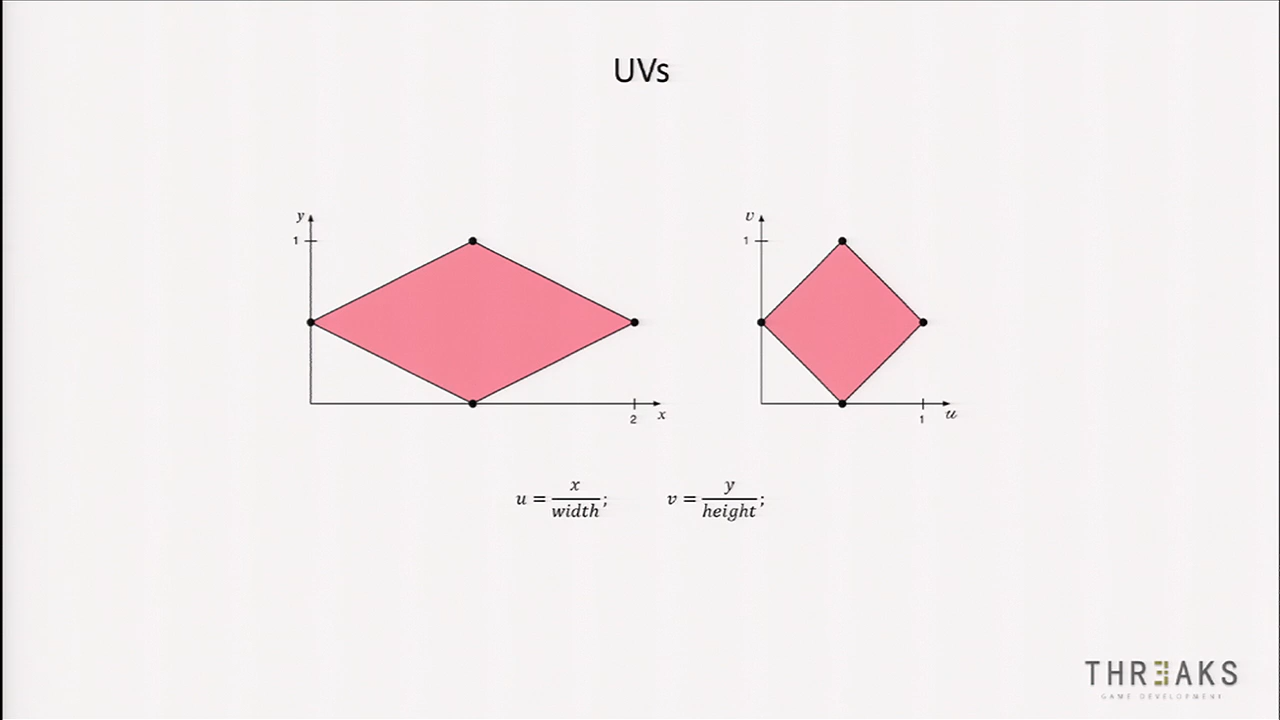 UVs
y
1
2
x
v
1
1
u
u = x/width; v = y/height;
THREAKS
GAME DEVELOPMENT